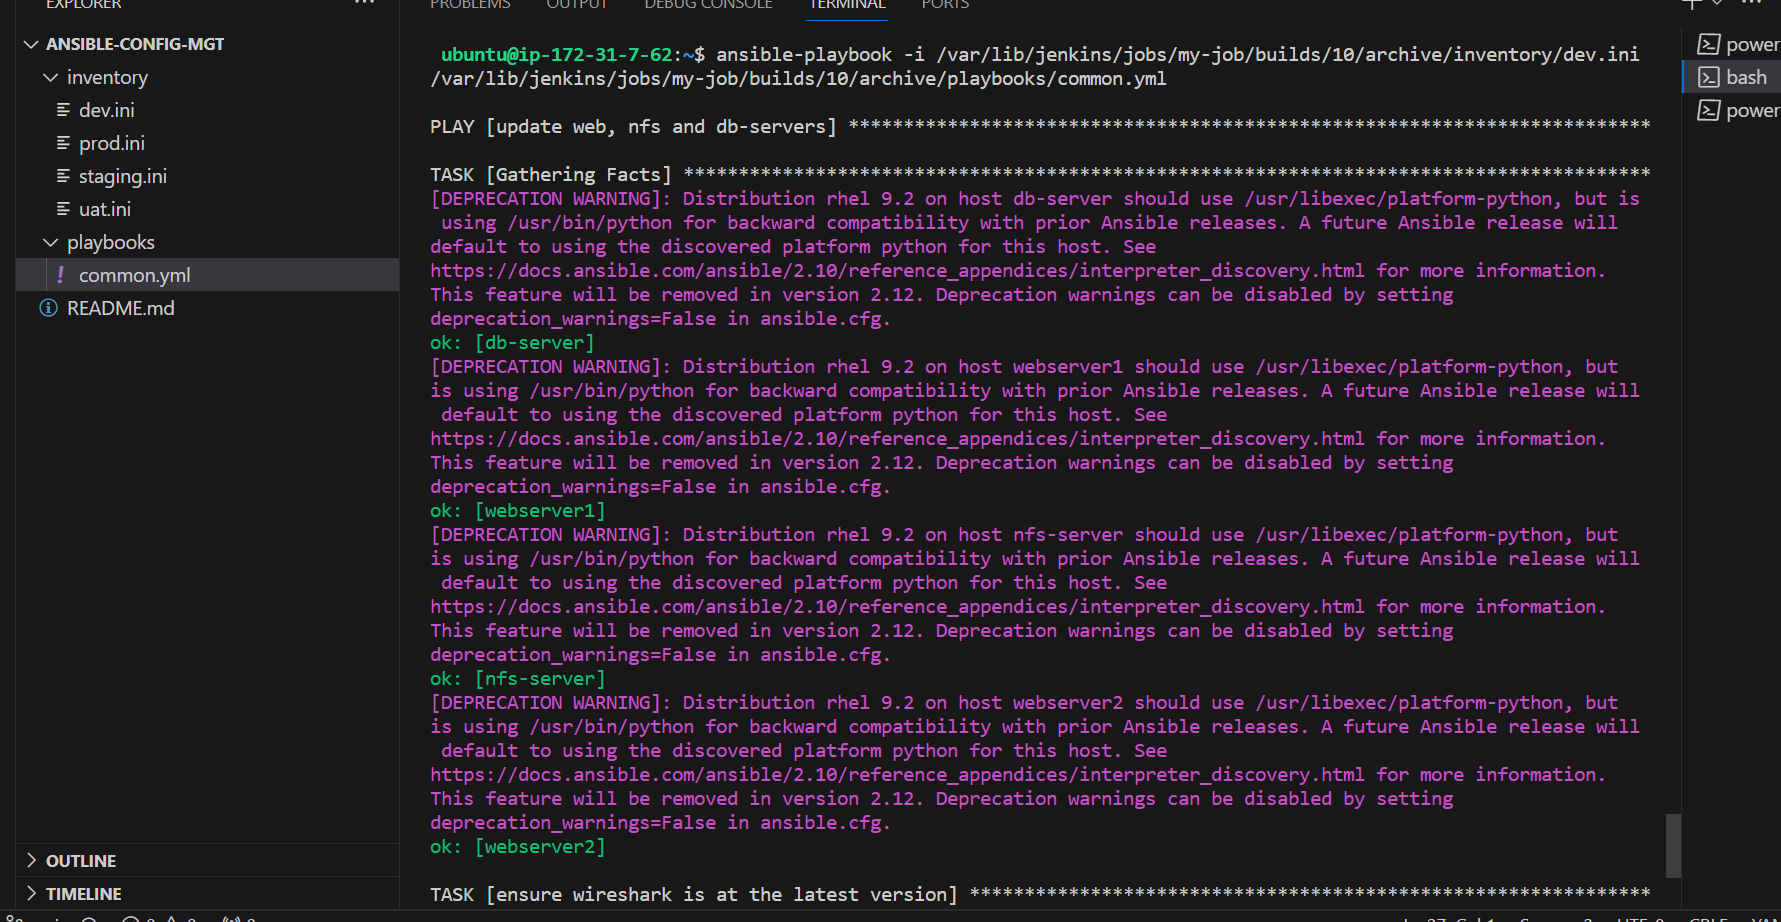 EXPLORER
PROBLEMS OUTPUT DEBUG CONSOLE TERMINAL PORTS
ANSIBLE-CONFIG-MGT
inventory
dev.ini
prod.ini
staging.ini
uat.ini
playbooks
! common.yml
README.md
OUTLINE
TIMELINE
ubuntu@ip-172-31-7-62:~$ ansible-playbook -i /var/lib/jenkins/jobs/my-job/builds/10/archive/inventory/dev.ini
/var/lib/jenkins/jobs/my-job/builds/10/archive/playbooks/common.yml
PLAY [update web, nfs and db-servers] *************************************************************************
TASK [Gathering Facts] ****************************************************************************************
[DEPRECATION WARNING]: Distribution rhel 9.2 on host db-server should use /usr/libexec/platform-python, but is
using /usr/bin/python for backward compatibility with prior Ansible releases. A future Ansible release will
default to using the discovered platform python for this host. See
https://docs.ansible.com/ansible/2.10/reference_appendices/interpreter_discovery.html for more information.
This feature will be removed in version 2.12. Deprecation warnings can be disabled by setting
deprecation_warnings=False in ansible.cfg.
ok: [db-server]
[DEPRECATION WARNING]: Distribution rhel 9.2 on host webserver1 should use /usr/libexec/platform-python, but
is using /usr/bin/python for backward compatibility with prior Ansible releases. A future Ansible release will
default to using the discovered platform python for this host. See
https://docs.ansible.com/ansible/2.10/reference_appendices/interpreter_discovery.html for more information.
This feature will be removed in version 2.12. Deprecation warnings can be disabled by setting
deprecation_warnings=False in ansible.cfg.
ok: [webserver1]
[DEPRECATION WARNING]: Distribution rhel 9.2 on host nfs-server should use /usr/libexec/platform-python, but
is using /usr/bin/python for backward compatibility with prior Ansible releases. A future Ansible release will
default to using the discovered platform python for this host. See
https://docs.ansible.com/ansible/2.10/reference_appendices/interpreter_discovery.html for more information.
This feature will be removed in version 2.12. Deprecation warnings can be disabled by setting
deprecation_warnings=False in ansible.cfg.
ok: [nfs-server]
[DEPRECATION WARNING]: Distribution rhel 9.2 on host webserver2 should use /usr/libexec/platform-python, but
is using /usr/bin/python for backward compatibility with prior Ansible releases. A future Ansible release will
default to using the discovered platform python for this host. See
https://docs.ansible.com/ansible/2.10/reference_appendices/interpreter_discovery.html for more information.
This feature will be removed in version 2.12. Deprecation warnings can be disabled by setting
deprecation_warnings=False in ansible.cfg.
ok: [webserver2]
TASK [ensure wireshark is at the latest version] **************************************************************
power
bash
power